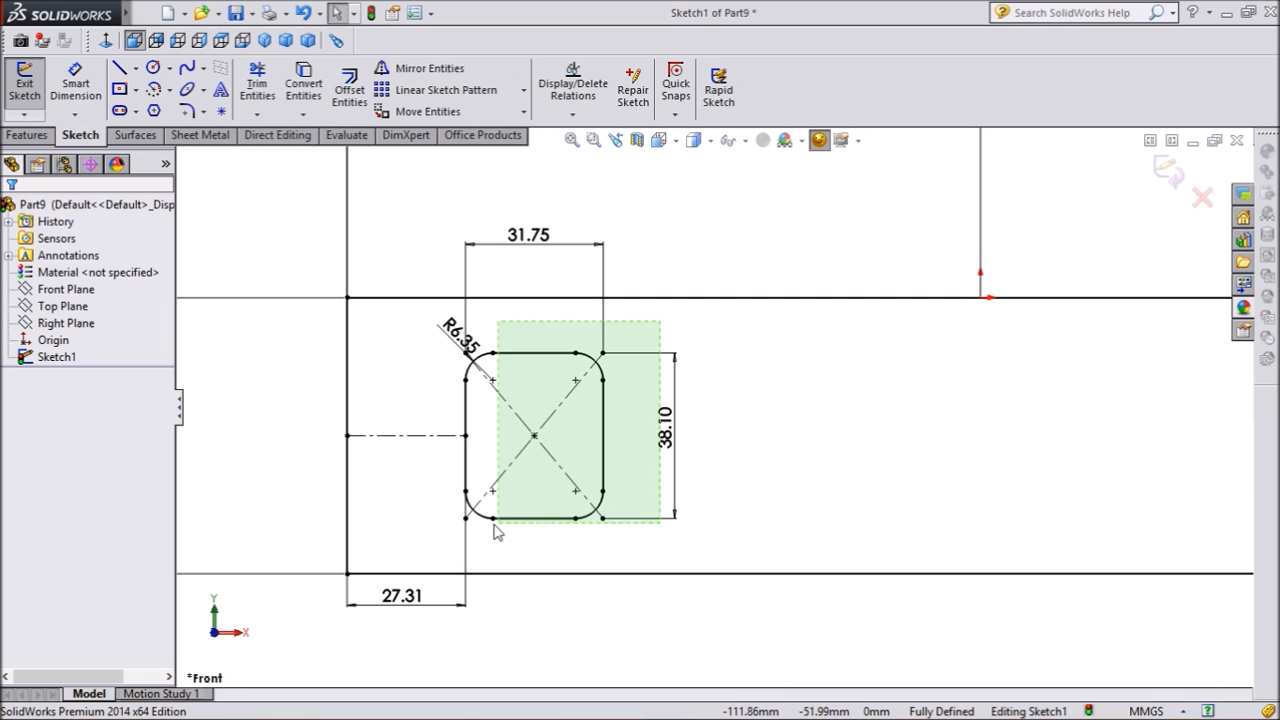 SOLIDWORKS
Sketch1 of Part9 *
Search SolidWorks Help
Exit
Sketch
Smart
Dimension
Trim
Entities
Convert
Entities
Offset
Entities
Mirror Entities
Linear Sketch Pattern
Move Entities
Display/Delete
Relations
Repair
Sketch
Quick
Snaps
Rapid
Sketch
Features
Sketch
Surfaces
Sheet Metal
Direct Editing
Evaluate
DimXpert
Office Products
Part9 (Default<<Default>_Disp
History
Sensors
Annotations
Material <not specified>
Front Plane
Top Plane
Right Plane
Origin
Sketch1
31.75
R6.35
38.10
27.31
Y
X
*Front
Model
Motion Study 1
SolidWorks Premium 2014 x64 Edition
-111.86mm
-51.99mm
0mm
Fully Defined
Editing Sketch1
MMGS